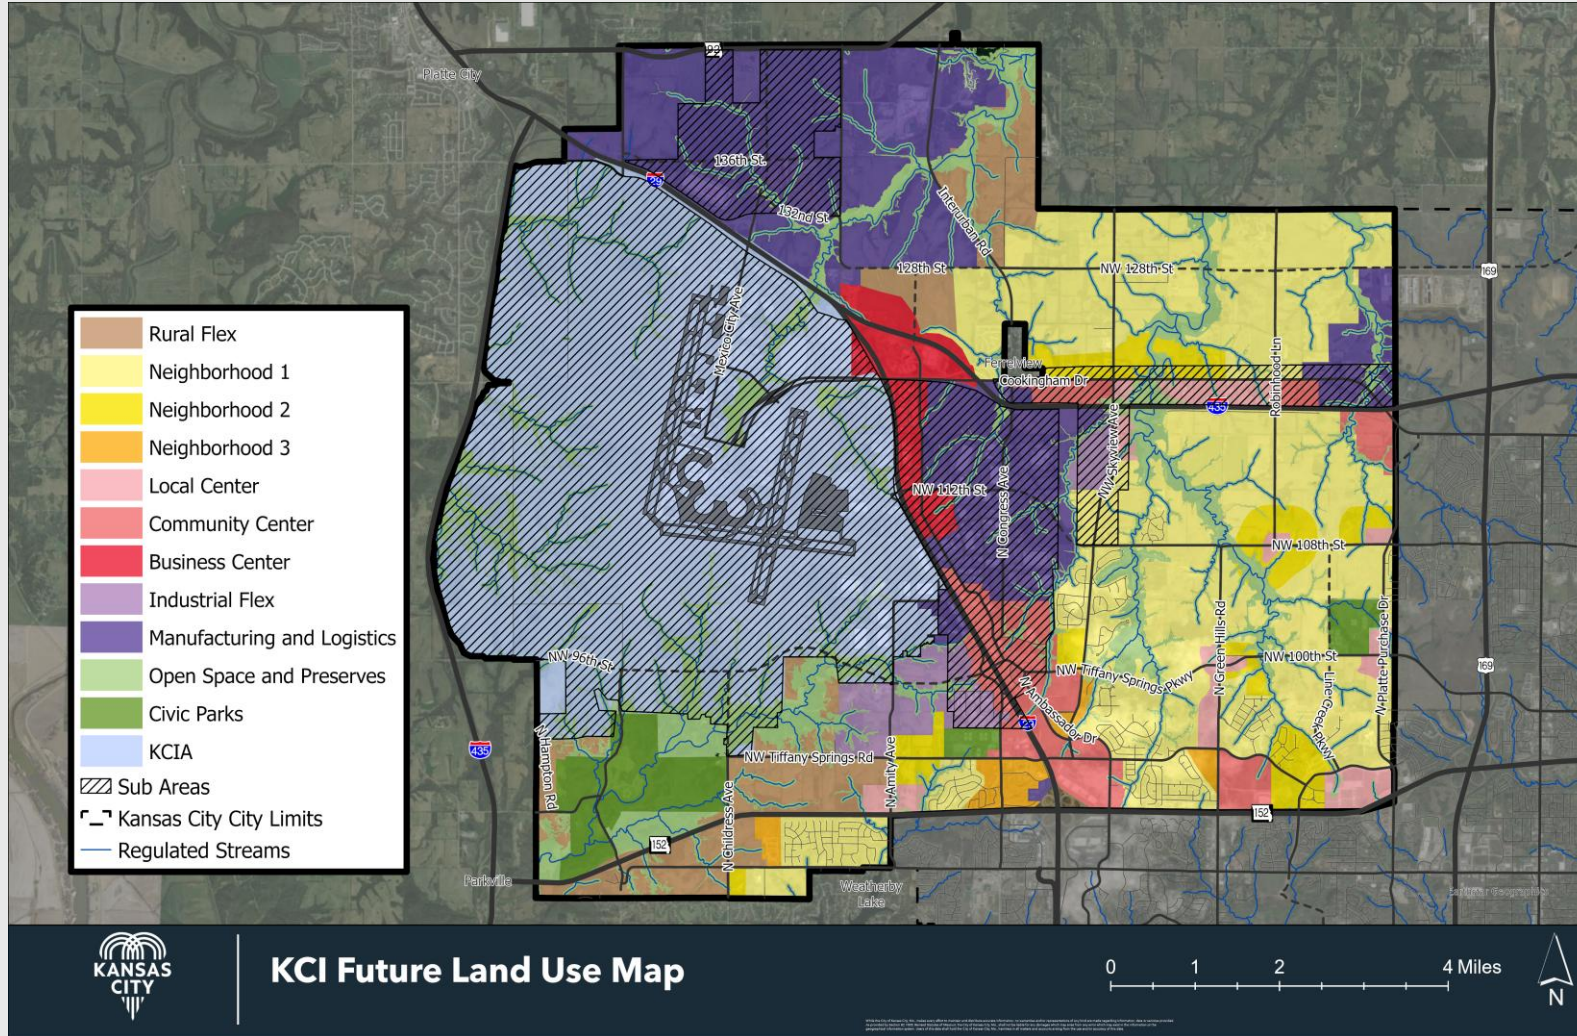 Platte City
92
136th St.
29
132nd St
Interurban Rd
128th St
NW 128th St
169
Mexico City Ave
Ferrelview
Cookingham Dr
Robinhood Ln
435
NW Skyview Ave
NW 112th St
N Congress Ave
NW 108th St
Rural Flex
Neighborhood 1
Neighborhood 2
Neighborhood 3
Local Center
Community Center
Business Center
Industrial Flex
Manufacturing and Logistics
Open Space and Preserves
Civic Parks
KCIA
Sub Areas
Kansas City City Limits
Regulated Streams
NW 96th St
N Green Hills Rd
N Platte Purchase Dr
NW 100th St
169
NW Tiffany Springs Pkwy
N Ambassador Dr
Line Creek Pkwy
29
435
N Hampton Rd
NW Tiffany Springs Rd
N Amity Ave
N Childress Ave
152
152
Parkville
Weatherby
Lake
KANSAS
CITY
KCI Future Land Use Map
0 1 2 4 Miles
N